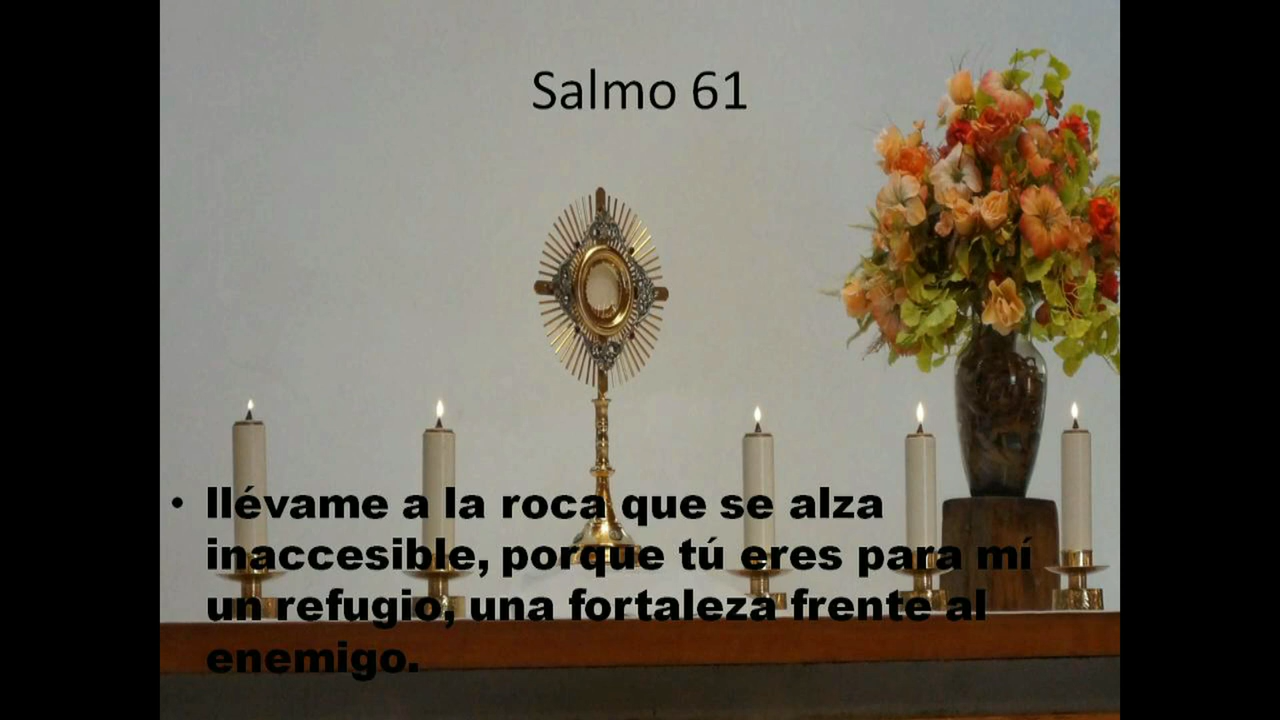 Salmo 61
• llévame a la roca que se alza
inaccesible, porque tú eres para mí
un refugio, una fortaleza frente al
enemigo.